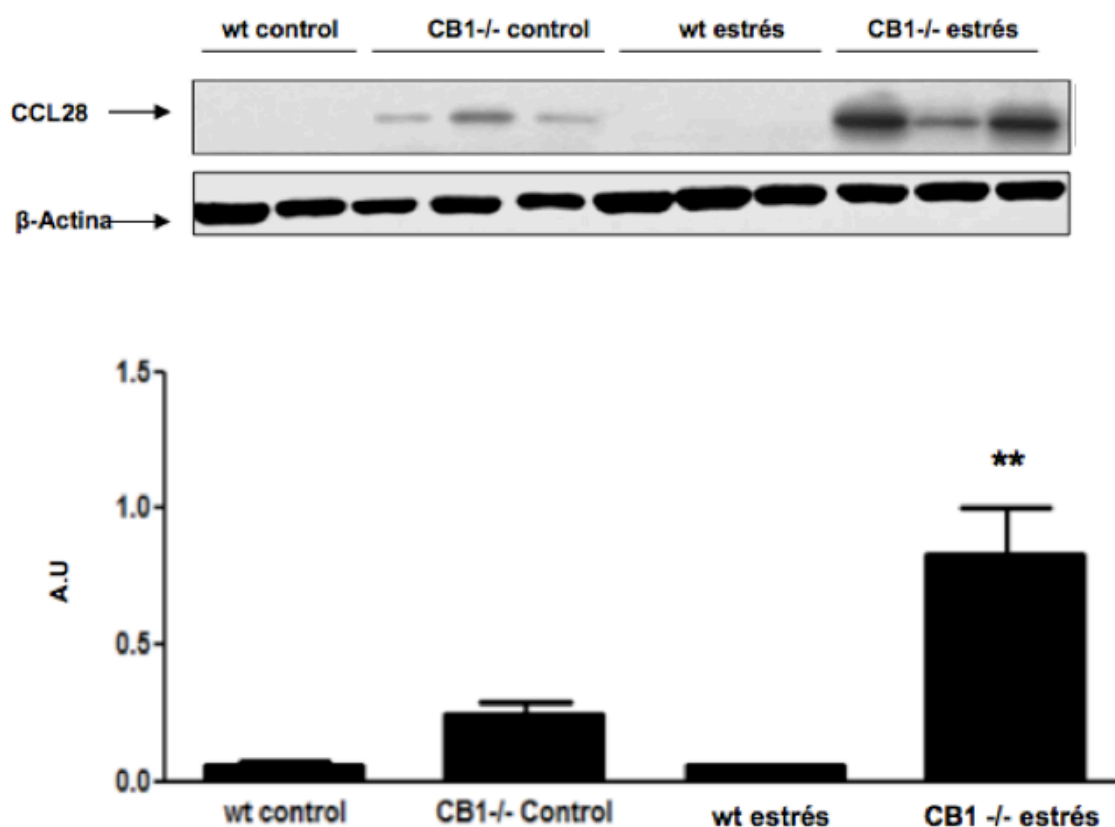 wt control CB1-/- control wt estrés CB1-/- estrés
CCL28
β-Actina
1.5
**
1.0
A.U
0.5
0.0
wt control CB1-/- Control wt estrés CB1 -/- estrés